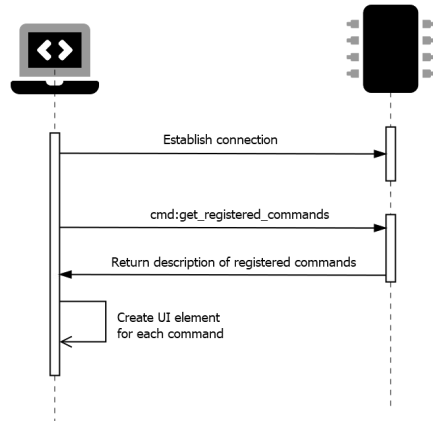 Establish connection
cmd:get_registered_commands
Return description of registered commands
Create UI element
for each command